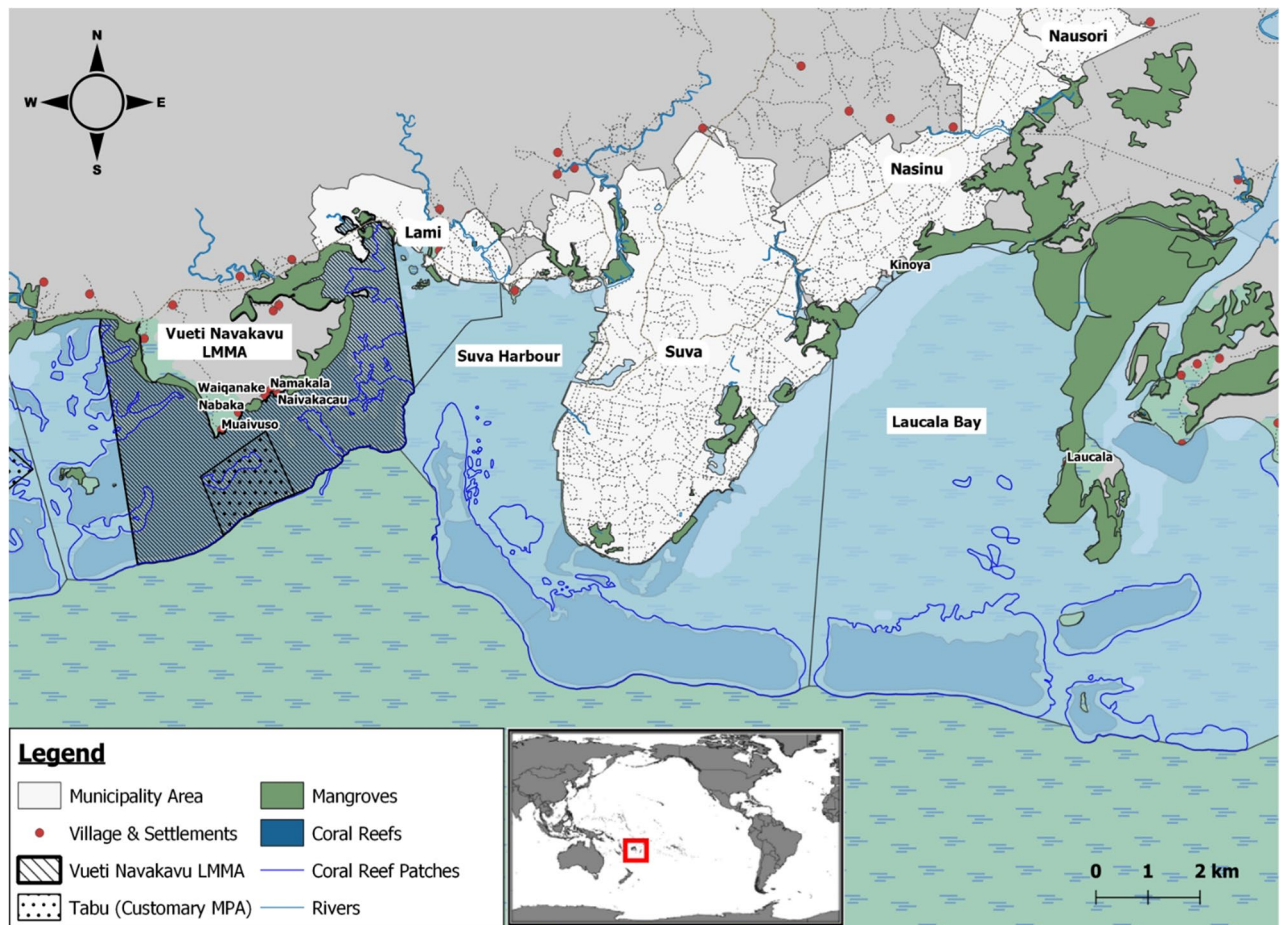 N
W
E
S
Nausori
Nasinu
Lami
Kinoya
Vueti Navakavu
LMMA
Suva Harbour
Suva
Waiqanake
Namakala
Naivakacau
Nabaka
Muaivuso
Laucala Bay
Laucala
Legend
Municipality Area
Village & Settlements
Vueti Navakavu LMMA
Tabu (Customary MPA)
Mangroves
Coral Reefs
Coral Reef Patches
Rivers
0 1 2 km